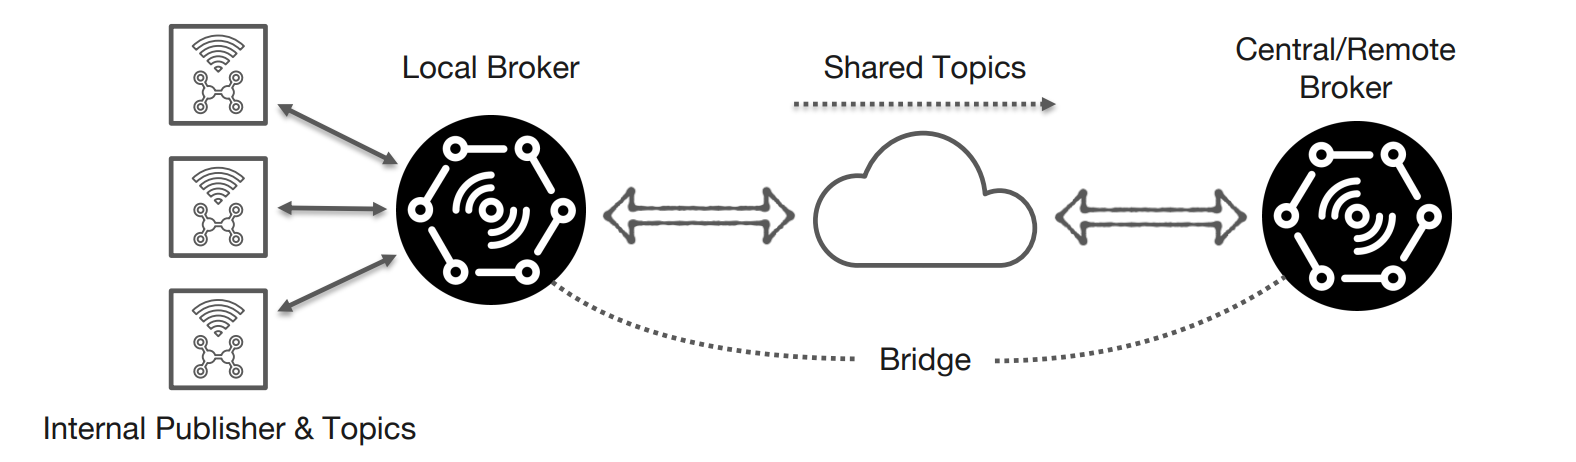 Local Broker
Shared Topics
Central/Remote
Broker
Bridge
Internal Publisher & Topics